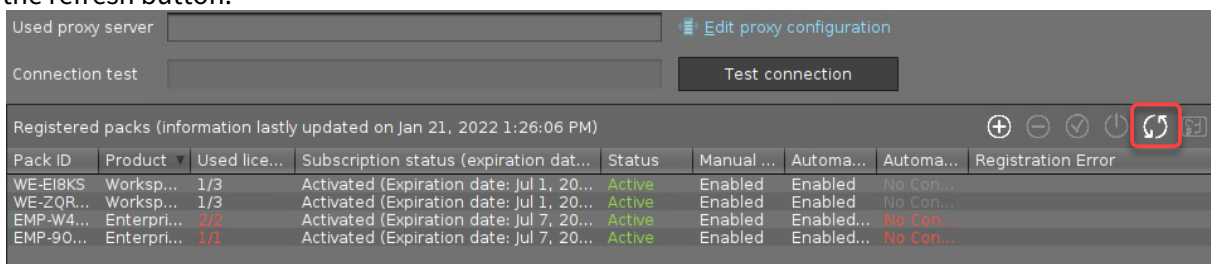 the refresh button.
Used proxy server
Edit proxy configuration
Connection test
Test connection
Registered packs (information lastly updated on Jan 21, 2022 1:26:06 PM)
Pack ID Product Used lice... Subscription status (expiration dat... Status Manual ... Automa... Automa... Registration Error
WE-EI8KS Worksp... 1/3 Activated (Expiration date: Jul 1, 20... Active Enabled Enabled No Con...
WE-ZQR... Worksp... 1/3 Activated (Expiration date: Jul 1, 20... Active Enabled Enabled No Con...
EMP-W4... Enterpri... 2/2 Activated (Expiration date: Jul 7, 20... Active Enabled Enabled... No Con...
EMP-9O... Enterpri... 1/1 Activated (Expiration date: Jul 7, 20... Active Enabled Enabled... No Con...